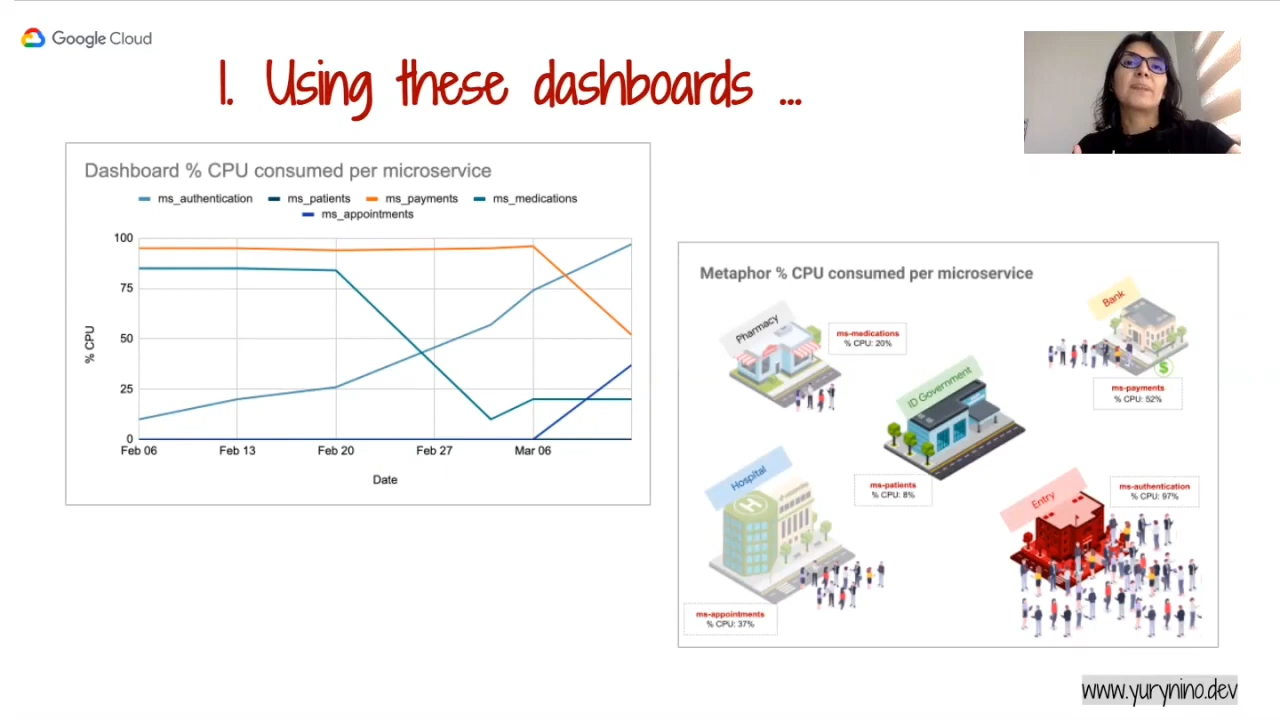 Google Cloud
1. Using these dashboards ...
Dashboard % CPU consumed per microservice
ms_authentication ms_patients ms_payments ms_medications
ms_appointments
100
75
50
25
0
% CPU
Feb 06 Feb 13 Feb 20 Feb 27 Mar 06
Date
Metaphor % CPU consumed per microservice
Pharmacy
ms-medications
% CPU: 20%
Bank
$
ms-payments
% CPU: 52%
ID Government
ms-patients
% CPU: 8%
Hospital
H
ms-appointments
% CPU: 37%
Entry
ms-authentication
% CPU: 97%
www.yurynino.dev